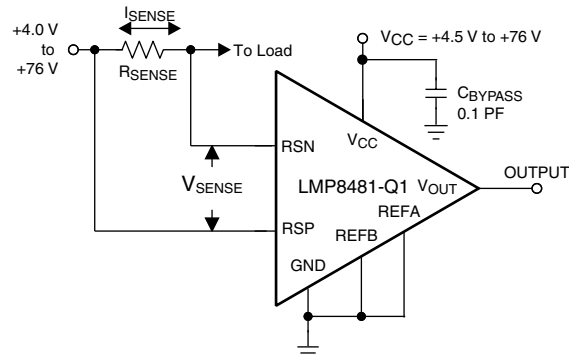 +4.0 V
to
+76 V
ISENSE
RSENSE
To Load
VCC = +4.5 V to +76 V
CBYPASS
0.1 PF
RSN
VCC
VSENSE
LMP8481-Q1
VOUT
OUTPUT
REFA
RSP
REFB
GND